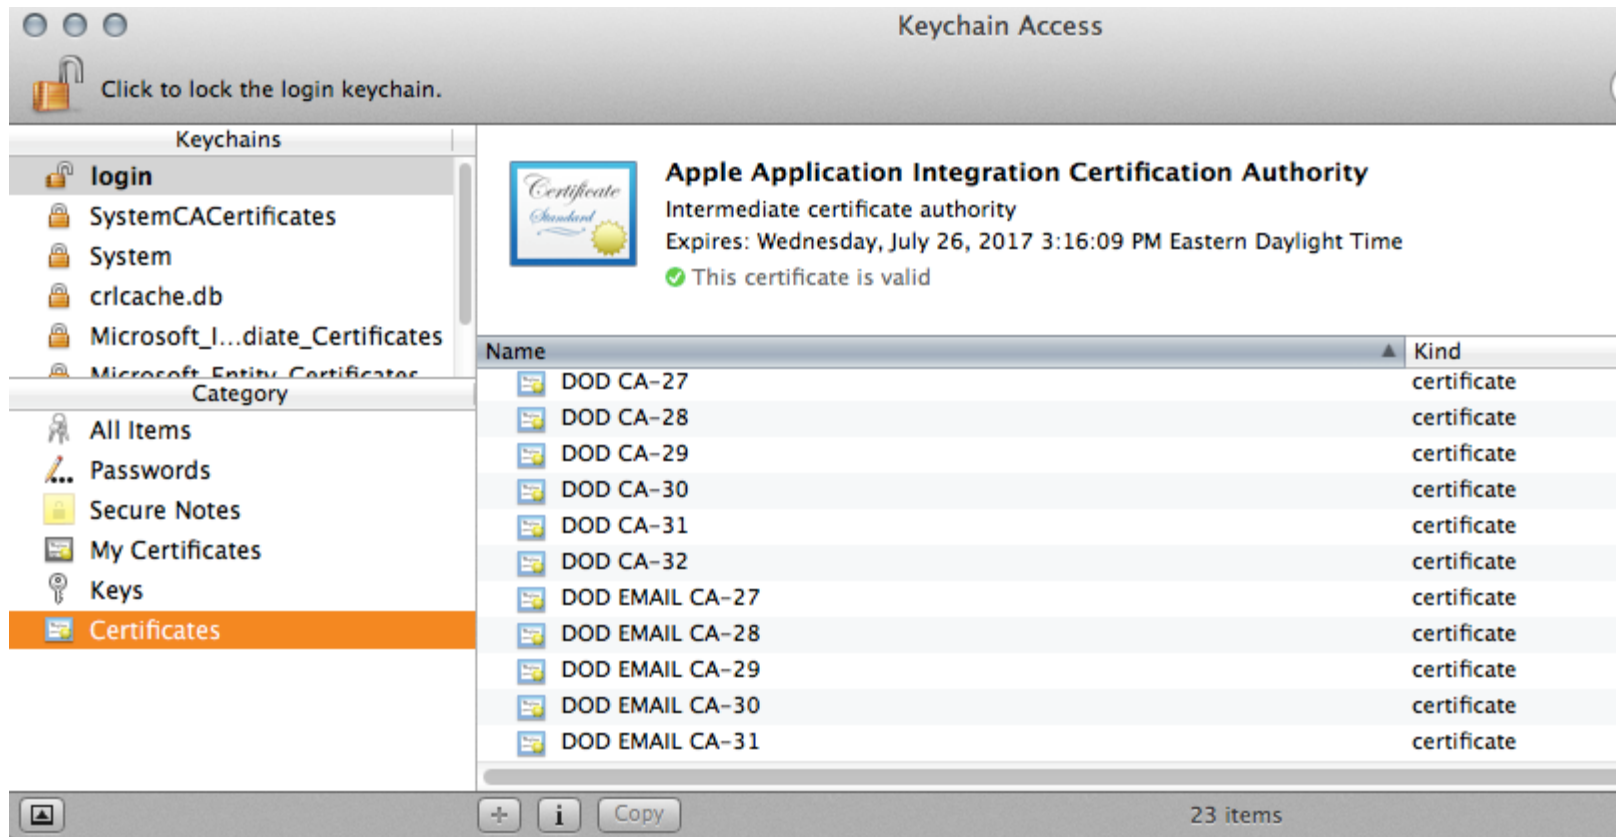 Keychain Access
Click to lock the login keychain.
Keychains
login
SystemCACertificates
System
crlcache.db
Microsoft_I...diate_Certificates
Microsoft_Entity_Certificates
Category
All Items
Passwords
Secure Notes
My Certificates
Keys
Certificates
Certificate
Standard
Apple Application Integration Certification Authority
Intermediate certificate authority
Expires: Wednesday, July 26, 2017 3:16:09 PM Eastern Daylight Time
This certificate is valid
Name Kind
DOD CA-27 certificate
DOD CA-28 certificate
DOD CA-29 certificate
DOD CA-30 certificate
DOD CA-31 certificate
DOD CA-32 certificate
DOD EMAIL CA-27 certificate
DOD EMAIL CA-28 certificate
DOD EMAIL CA-29 certificate
DOD EMAIL CA-30 certificate
DOD EMAIL CA-31 certificate
Copy
23 items